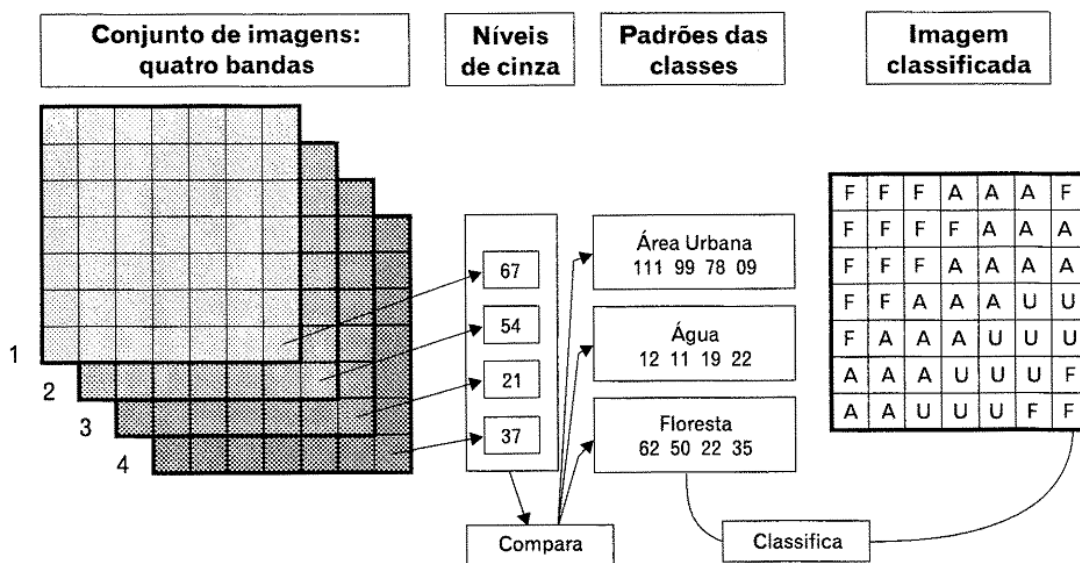 Conjunto de imagens:
quatro bandas
Níveis
de cinza
Padrões das
classes
Imagem
classificada
1
2
3
4
67
54
21
37
Compara
Área Urbana
111 99 78 09
Água
12 11 19 22
Floresta
62 50 22 35
Classifica
F F F A A A F
F F F F A A A
F F F A A A A
F F A A A U U
F A A A U U U
A A A U U U F
A A U U U F F